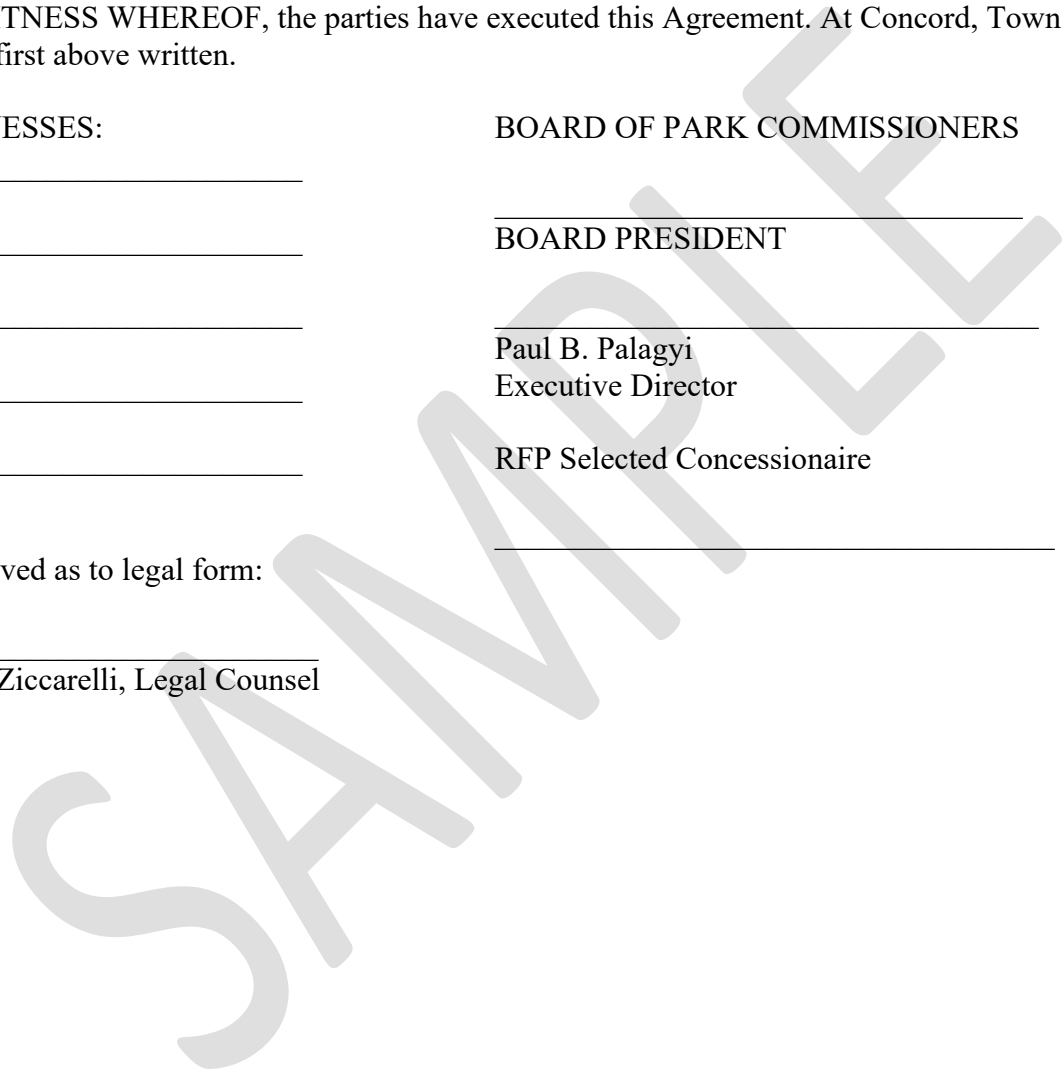 ITNESS WHEREOF, the parties have executed this Agreement. At Concord, Town
first above written.
ESSES:
BOARD OF PARK COMMISSIONERS
BOARD PRESIDENT
Paul B. Palagyi
Executive Director
RFP Selected Concessionaire
ved as to legal form:
Ziccarelli, Legal Counsel
SAMPLE